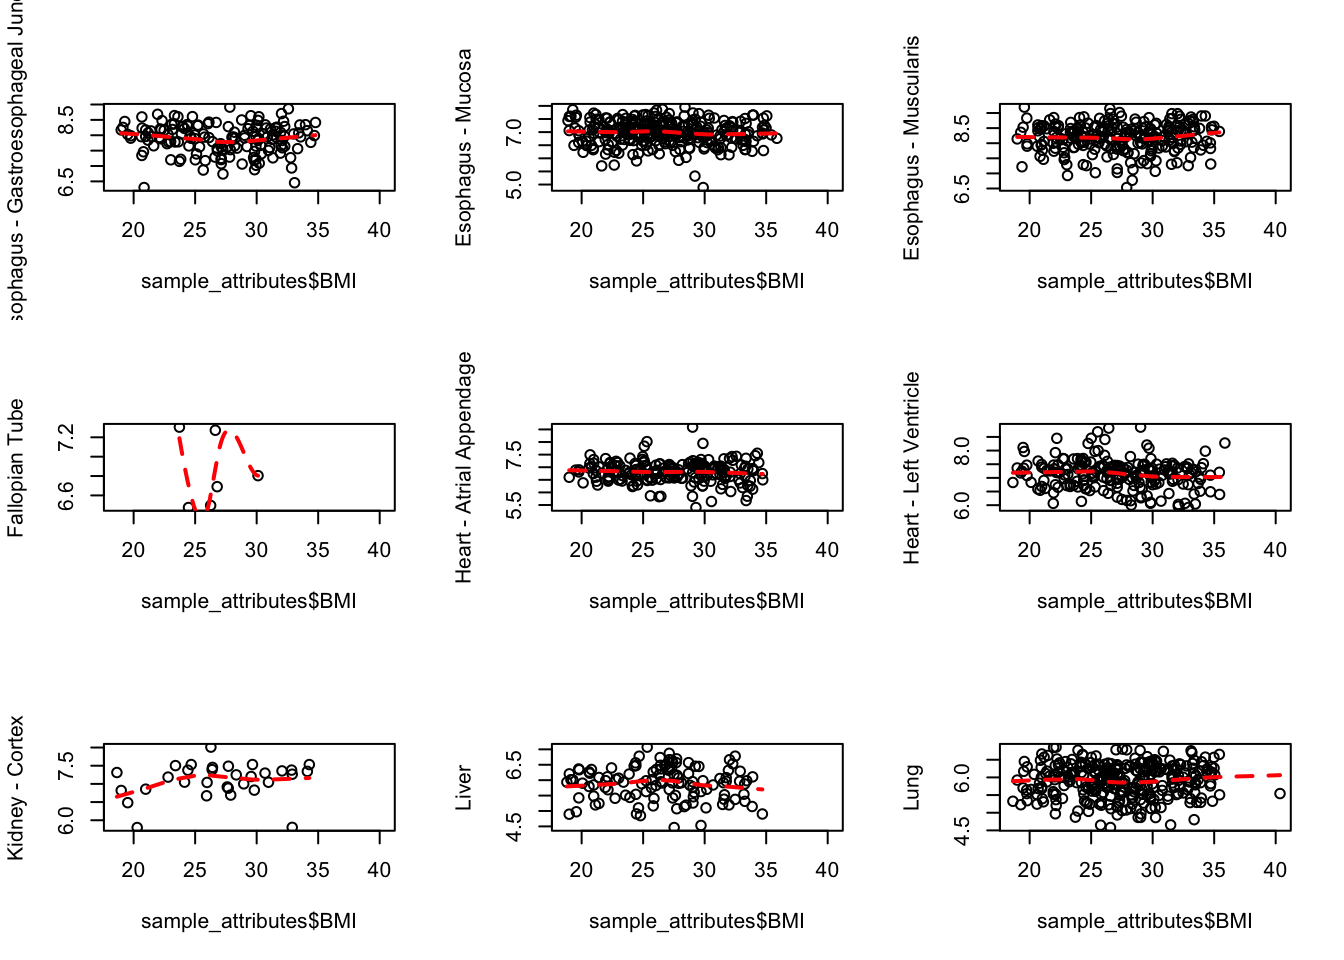 sophagus - Gastroesophageal Junc
8.5
6.5
20 25 30 35 40
sample_attributes$BMI
Esophagus - Mucosa
7.0
5.0
20 25 30 35 40
sample_attributes$BMI
Esophagus - Muscularis
8.5
6.5
20 25 30 35 40
sample_attributes$BMI
Fallopian Tube
7.2
6.6
20 25 30 35 40
sample_attributes$BMI
Heart - Atrial Appendage
7.5
5.5
20 25 30 35 40
sample_attributes$BMI
Heart - Left Ventricle
8.0
6.0
20 25 30 35 40
sample_attributes$BMI
Kidney - Cortex
7.5
6.0
20 25 30 35 40
sample_attributes$BMI
Liver
6.5
4.5
20 25 30 35 40
sample_attributes$BMI
Lung
6.0
4.5
20 25 30 35 40
sample_attributes$BMI